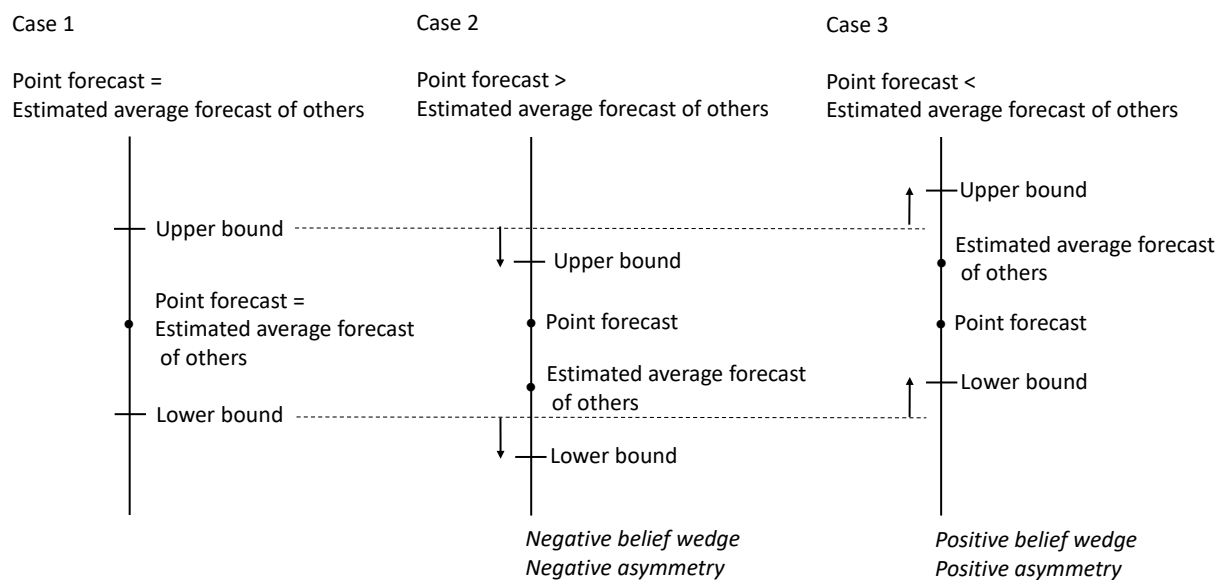 Case 1
Point forecast =
Estimated average forecast of others
Upper bound
Point forecast =
Estimated average forecast
of others
Lower bound
Case 2
Point forecast >
Estimated average forecast of others
Upper bound
Point forecast
Estimated average forecast
of others
Lower bound
Negative belief wedge
Negative asymmetry
Case 3
Point forecast <
Estimated average forecast of others
Upper bound
Estimated average forecast
of others
Point forecast
Lower bound
Positive belief wedge
Positive asymmetry